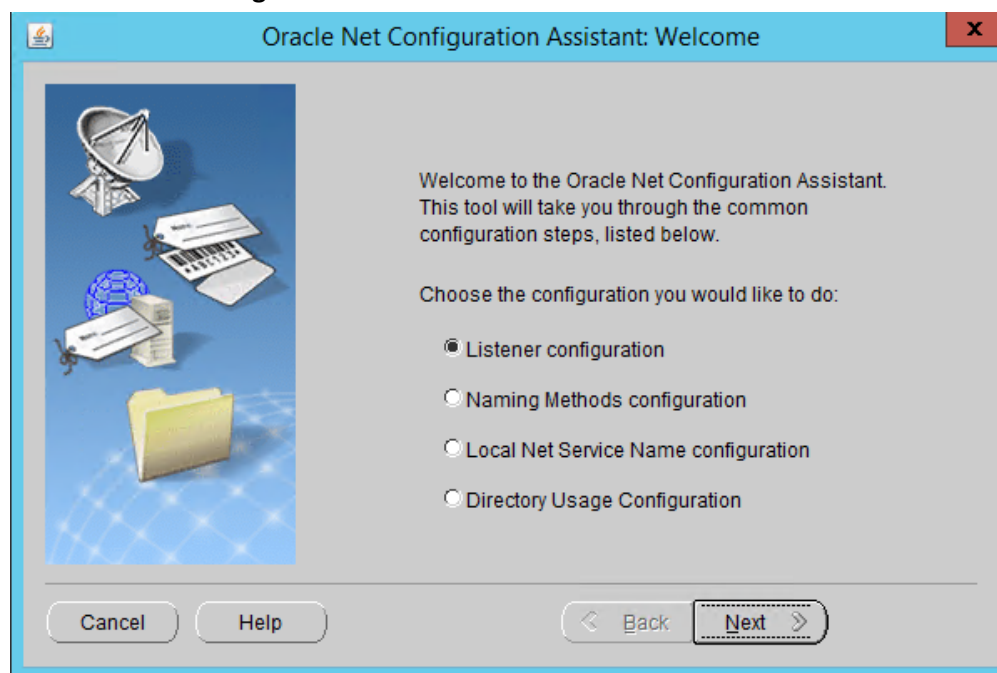 Oracle Net Configuration Assistant: Welcome
x
Welcome to the Oracle Net Configuration Assistant.
This tool will take you through the common
configuration steps, listed below.
Choose the configuration you would like to do:
Listener configuration
Naming Methods configuration
Local Net Service Name configuration
Directory Usage Configuration
Cancel
Help
Back
Next